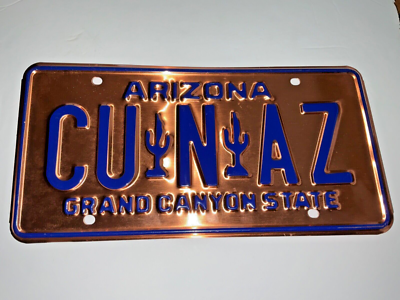 ARIZONA
CU N AZ
GRAND CANYON STATE